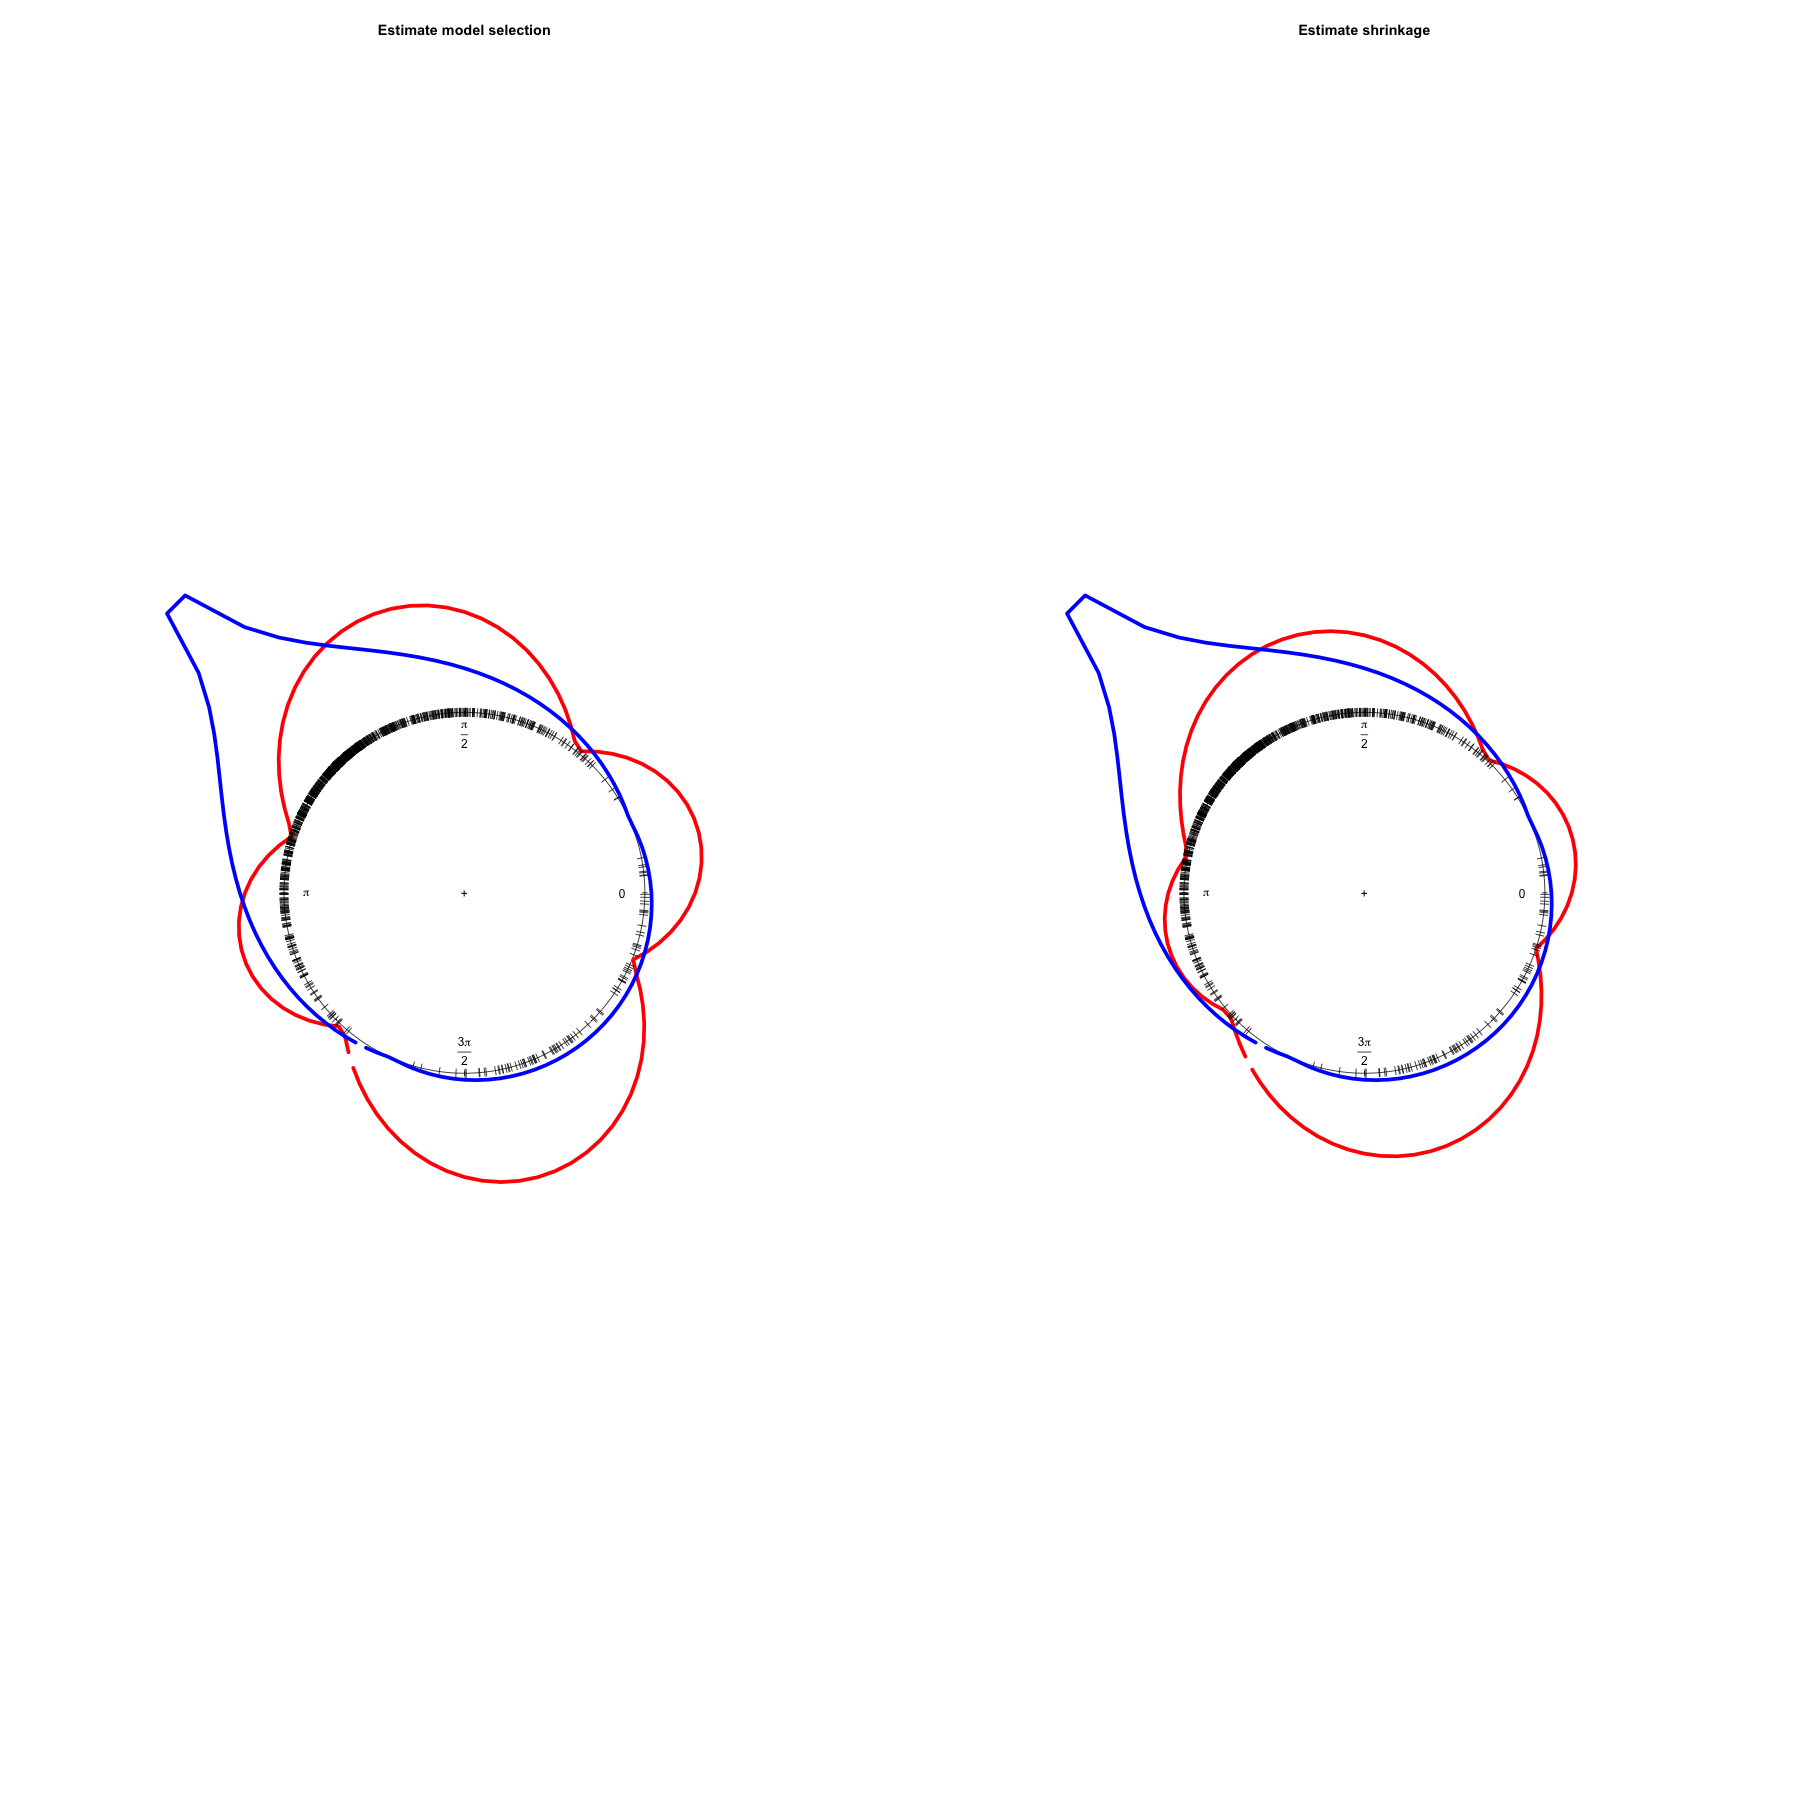 Estimate model selection
Estimate shrinkage
π
2
π
+
0
3π
2
π
2
π
+
0
3π
2